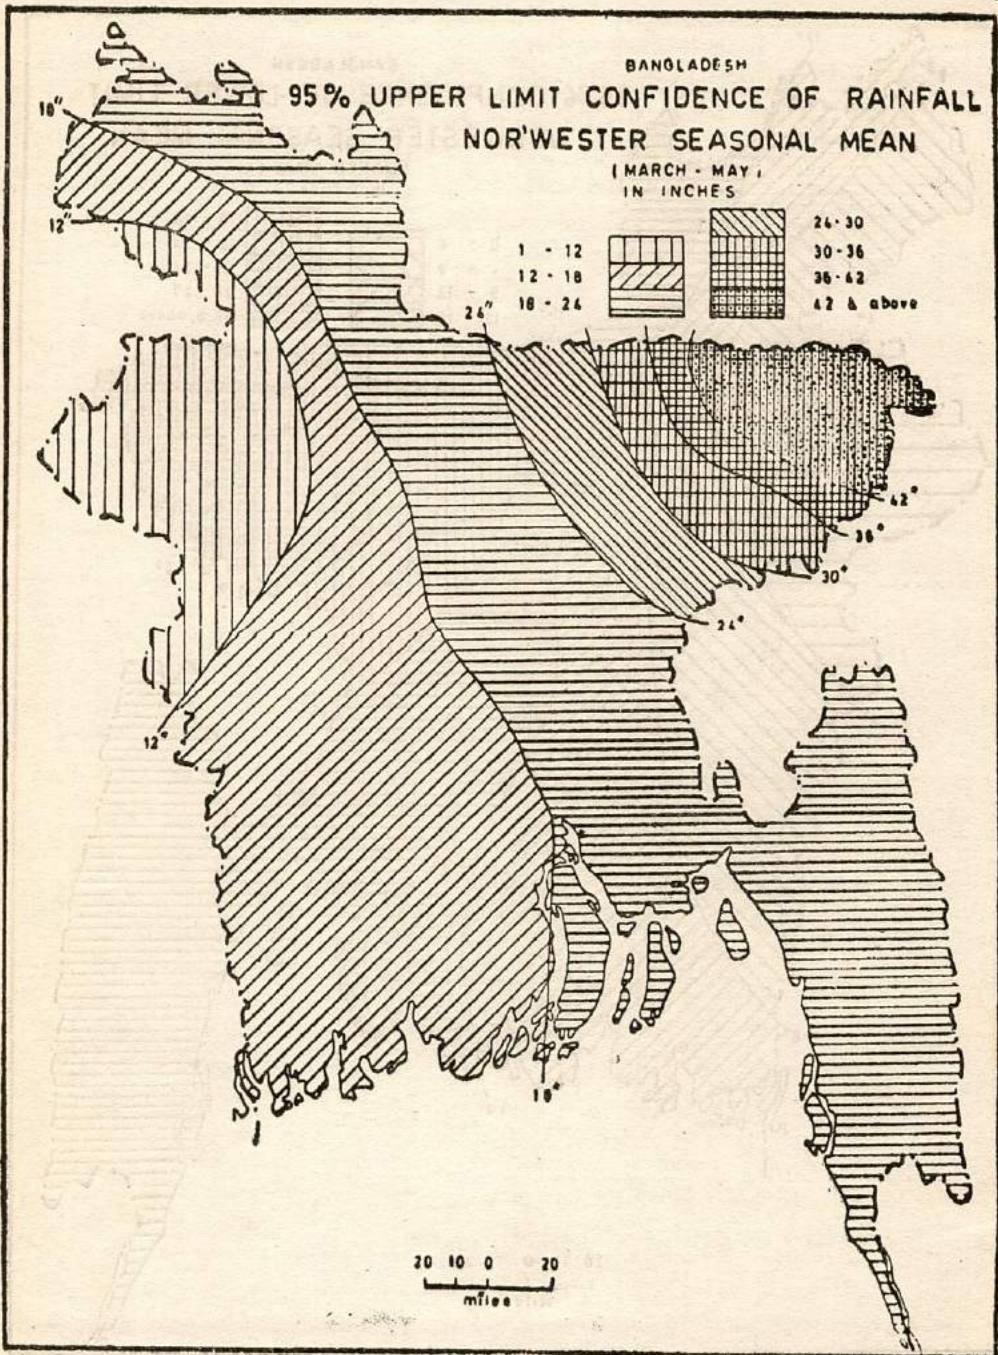 BANGLADESH
95% UPPER LIMIT CONFIDENCE OF RAINFALL
NOR'WESTER SEASONAL MEAN
(MARCH - MAY)
IN INCHES
1 - 12
12 - 18
18 - 24
24-30
30-36
36-42
42 & above
18"
12"
24"
42"
36"
30"
24"
12"
18"
20 10 0 20
miles